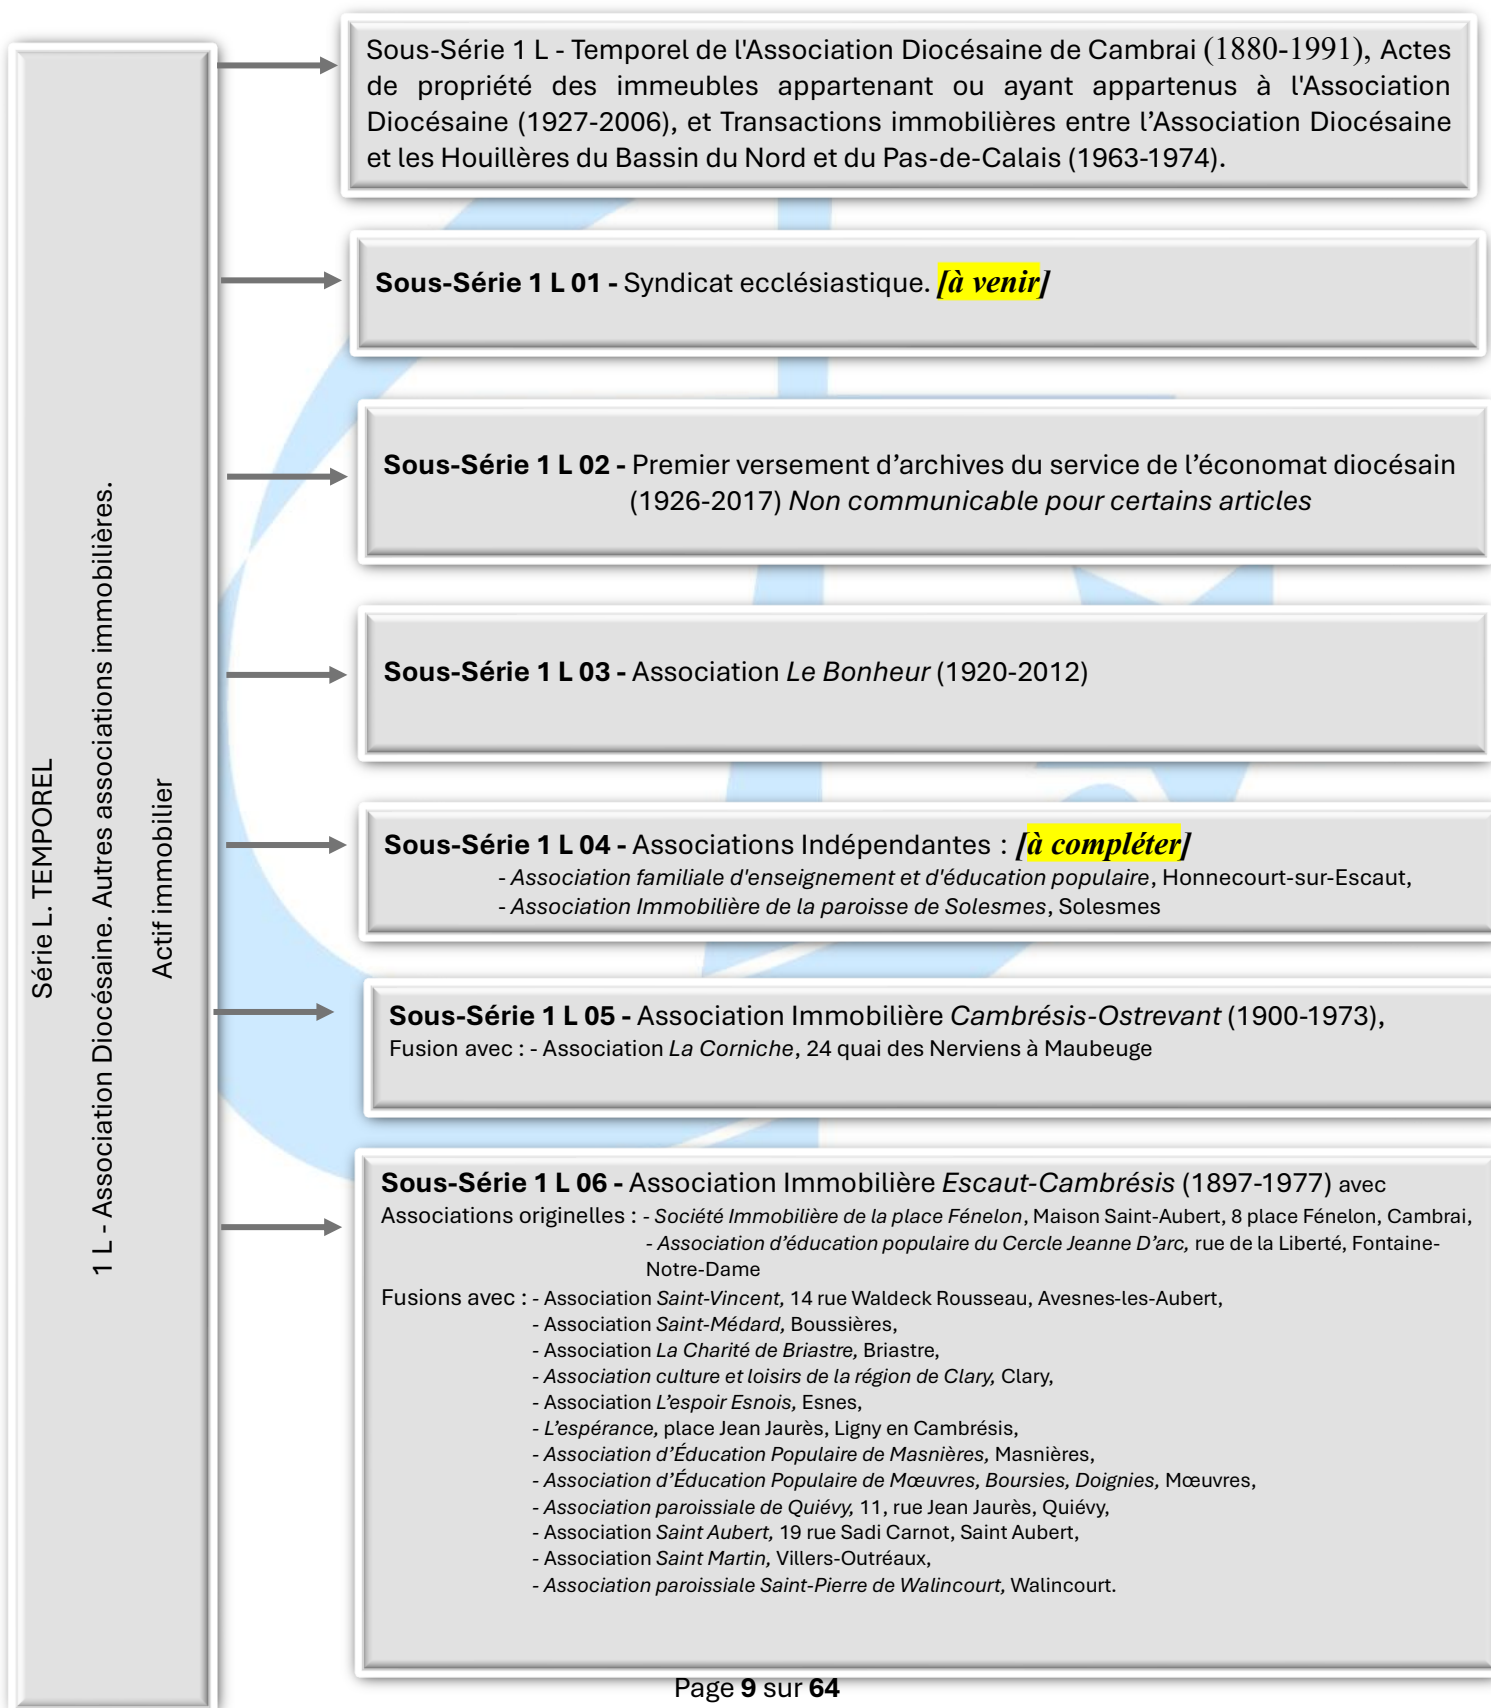 Série L. TEMPOREL
1 L - Association Diocésaine. Autres associations immobilières.
Actif immobilier
Sous-Série 1 L - Temporel de l'Association Diocésaine de Cambrai (1880-1991), Actes
de propriété des immeubles appartenant ou ayant appartenus à l'Association
Diocésaine (1927-2006), et Transactions immobilières entre l’Association Diocésaine
et les Houillères du Bassin du Nord et du Pas-de-Calais (1963-1974).
Sous-Série 1 L 01 - Syndicat ecclésiastique. [à venir]
Sous-Série 1 L 02 - Premier versement d’archives du service de l’économat diocésain
(1926-2017) Non communicable pour certains articles
Sous-Série 1 L 03 - Association Le Bonheur (1920-2012)
Sous-Série 1 L 04 - Associations Indépendantes : [à compléter]
- Association familiale d'enseignement et d'éducation populaire, Honnecourt-sur-Escaut,
- Association Immobilière de la paroisse de Solesmes, Solesmes
Sous-Série 1 L 05 - Association Immobilière Cambrésis-Ostrevant (1900-1973),
Fusion avec : - Association La Corniche, 24 quai des Nerviens à Maubeuge
Sous-Série 1 L 06 - Association Immobilière Escaut-Cambrésis (1897-1977) avec
Associations originelles : - Société Immobilière de la place Fénelon, Maison Saint-Aubert, 8 place Fénelon, Cambrai,
- Association d’éducation populaire du Cercle Jeanne D’arc, rue de la Liberté, Fontaine-
Notre-Dame
Fusions avec : - Association Saint-Vincent, 14 rue Waldeck Rousseau, Avesnes-les-Aubert,
- Association Saint-Médard, Boussières,
- Association La Charité de Briastre, Briastre,
- Association culture et loisirs de la région de Clary, Clary,
- Association L’espoir Esnois, Esnes,
- L’espérance, place Jean Jaurès, Ligny en Cambrésis,
- Association d’Éducation Populaire de Masnières, Masnières,
- Association d’Éducation Populaire de Mœuvres, Boursies, Doignies, Mœuvres,
- Association paroissiale de Quiévy, 11, rue Jean Jaurès, Quiévy,
- Association Saint Aubert, 19 rue Sadi Carnot, Saint Aubert,
- Association Saint Martin, Villers-Outréaux,
- Association paroissiale Saint-Pierre de Walincourt, Walincourt.
Page 9 sur 64